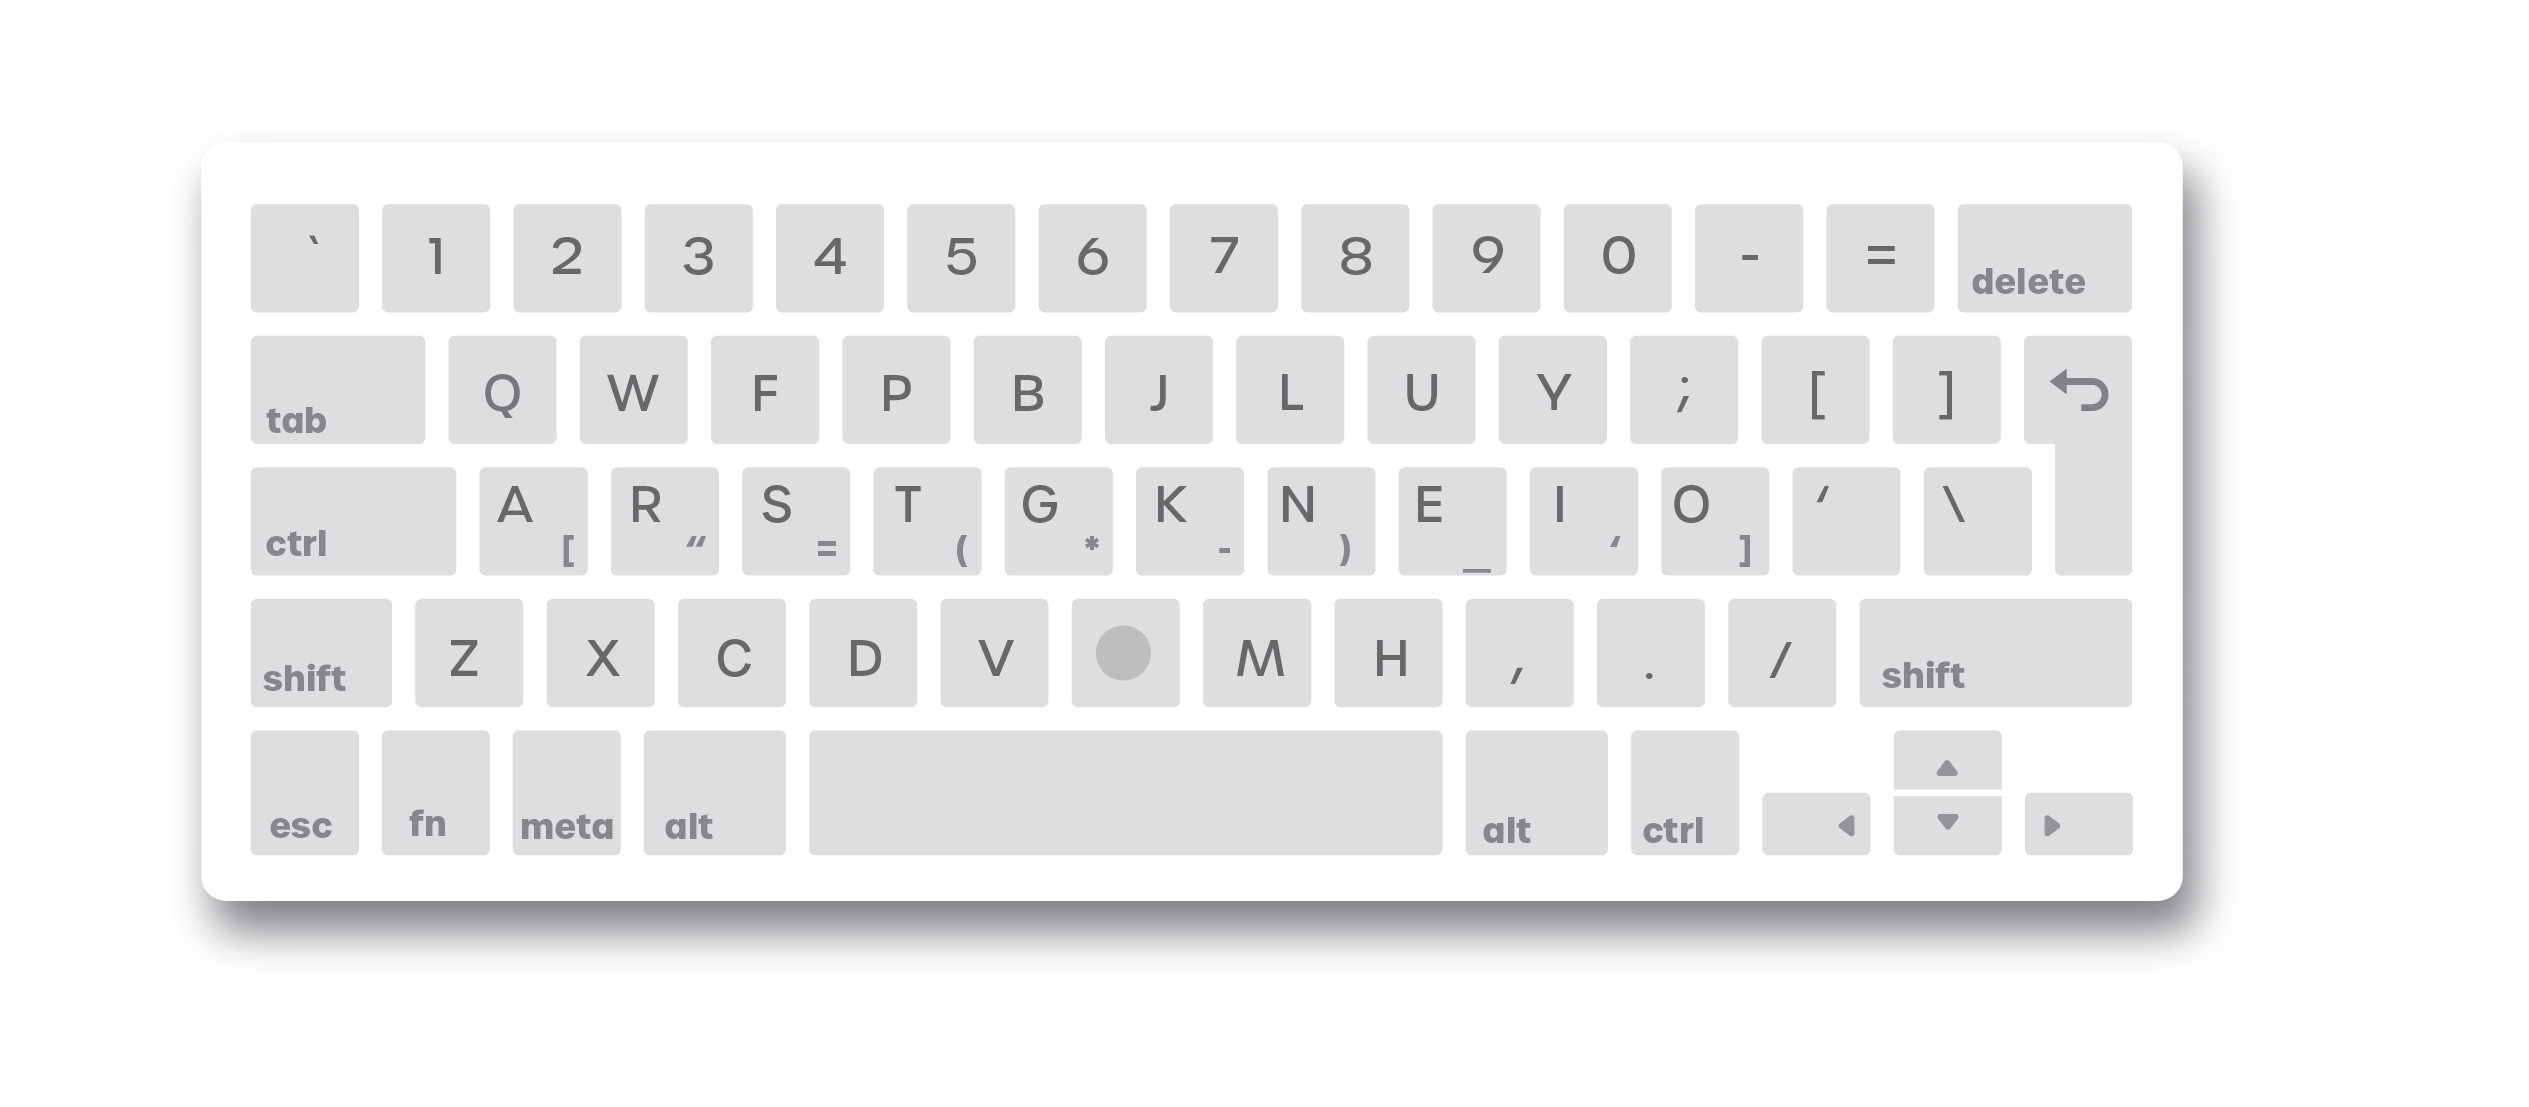 ` 1 2 3 4 5 6 7 8 9 0 - = delete
tab Q W F P B J L U Y ; [ ]
ctrl A [ R “ S = T ( G * K - N ) E _ I ‘ O ] ‘ \
shift Z X C D V M H , . / shift
esc fn meta alt alt ctrl